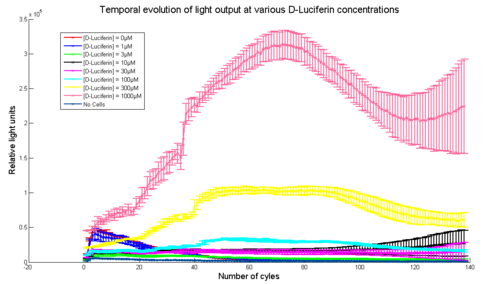 Temporal evolution of light output at various D-Luciferin concentrations
x 10⁶
3.5
3
2.5
2
1.5
1
0.5
0
-20
0
20
40
60
80
100
120
140
Relative light units
Number of cyles
[D-Luciferin] = 0µM
[D-Luciferin] = 1µM
[D-Luciferin] = 3µM
[D-Luciferin] = 10µM
[D-Luciferin] = 30µM
[D-Luciferin] = 100µM
[D-Luciferin] = 300µM
[D-Luciferin] = 1000µM
No Cells